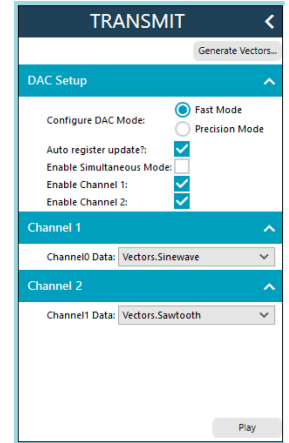 TRANSMIT
Generate Vectors...
DAC Setup
Configure DAC Mode:
Fast Mode
Precision Mode
Auto register update?:
Enable Simultaneous Mode:
Enable Channel 1:
Enable Channel 2:
Channel 1
Channel0 Data: Vectors.Sinewave
Channel 2
Channel1 Data: Vectors.Sawtooth
Play